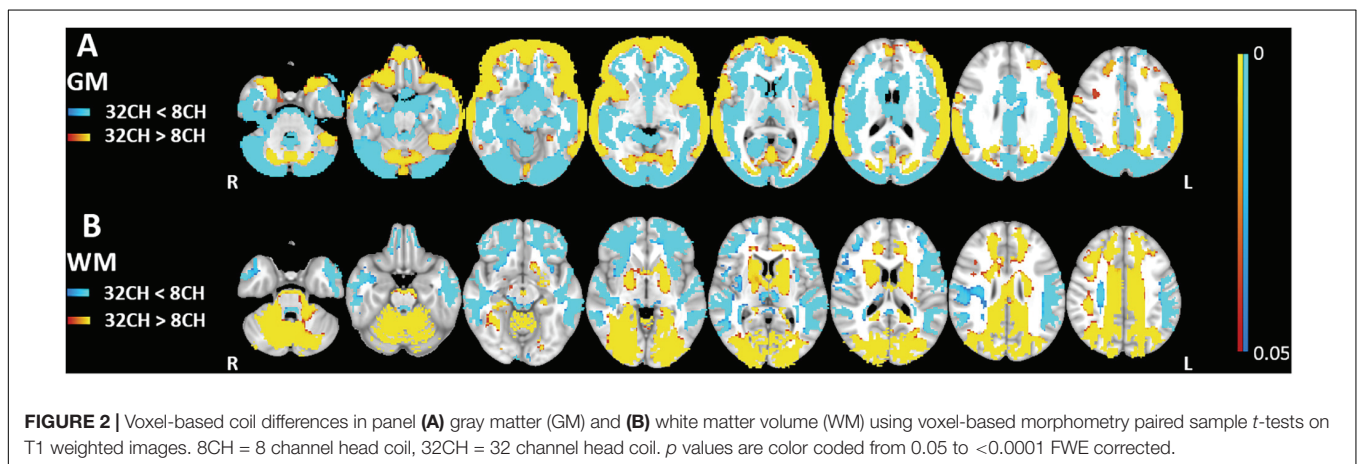 A
GM
32CH < 8CH
32CH > 8CH
R
L
B
WM
32CH < 8CH
32CH > 8CH
R
L
0
0.05
FIGURE 2 | Voxel-based coil differences in panel (A) gray matter (GM) and (B) white matter volume (WM) using voxel-based morphometry paired sample t-tests on
T1 weighted images. 8CH = 8 channel head coil, 32CH = 32 channel head coil. p values are color coded from 0.05 to <0.0001 FWE corrected.